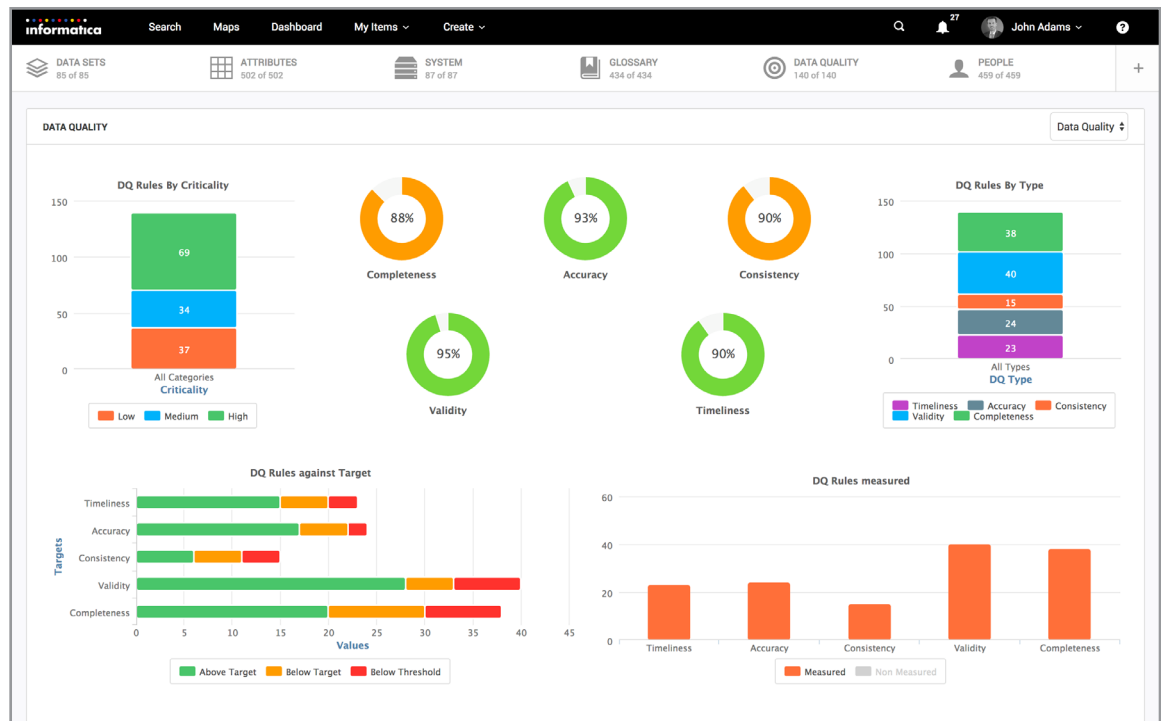 informatica Search Maps Dashboard My Items Create 27 John Adams ?
DATA SETS
85 of 85
ATTRIBUTES
502 of 502
SYSTEM
87 of 87
GLOSSARY
434 of 434
DATA QUALITY
140 of 140
PEOPLE
459 of 459
+
DATA QUALITY
Data Quality
DQ Rules By Criticality
150
100
50
0
69
34
37
All Categories
Criticality
Low Medium High
88%
Completeness
93%
Accuracy
90%
Consistency
95%
Validity
90%
Timeliness
DQ Rules By Type
150
100
50
0
38
40
15
24
23
All Types
DQ Type
Timeliness Accuracy Consistency
Validity Completeness
DQ Rules against Target
Targets
Timeliness
Accuracy
Consistency
Validity
Completeness
0 5 10 15 20 25 30 35 40 45
Values
Above Target Below Target Below Threshold
DQ Rules measured
60
40
20
0
Timeliness Accuracy Consistency Validity Completeness
Measured Non Measured